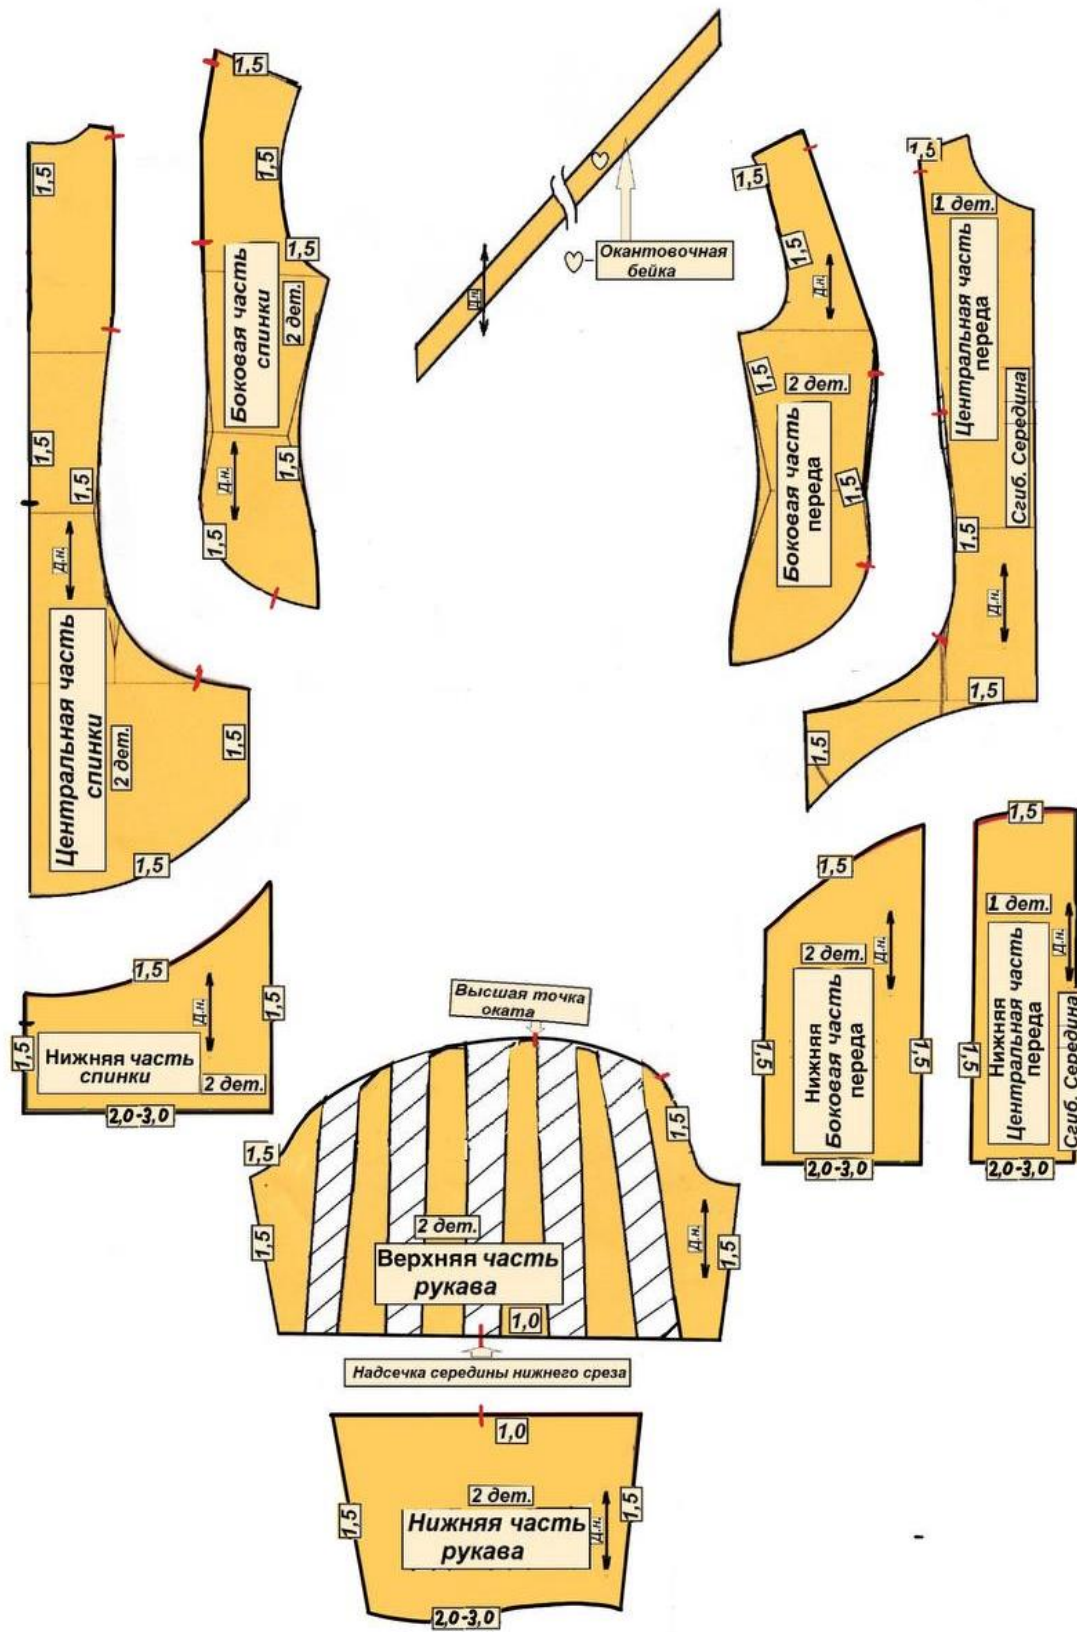 1,5
1,5
1,5
1,5
Боковая часть
спинки
2 дет.
1,5
1,5
1,5
1,5
Д.н.
Д.н.
Центральная часть
спинки
2 дет.
1,5
1,5
Окантовочная
бейка
Д.н.
1,5
1,5
Д.н.
1,5
2 дет.
Боковая часть
переда
1,5
1,5
1 дет.
Центральная часть
переда
Сгиб. Середина
1,5
Д.н.
1,5
1,5
1,5
Д.н.
1,5
1,5
Нижняя часть
спинки
2 дет.
2,0-3,0
1,5
Д.н.
2 дет.
Нижняя
Боковая часть
переда
1,5
1,5
2,0-3,0
1,5
1 дет.
Д.н.
Нижняя
Центральная часть
переда
Сгиб. Середина
1,5
2,0-3,0
Высшая точка
оката
1,5
1,5
1,5
1,5
Д.н.
2 дет.
Верхняя часть
рукава
1,0
Надсечка середины нижнего среза
1,0
2 дет.
Нижняя часть
рукава
1,5
1,5
Д.н.
2,0-3,0